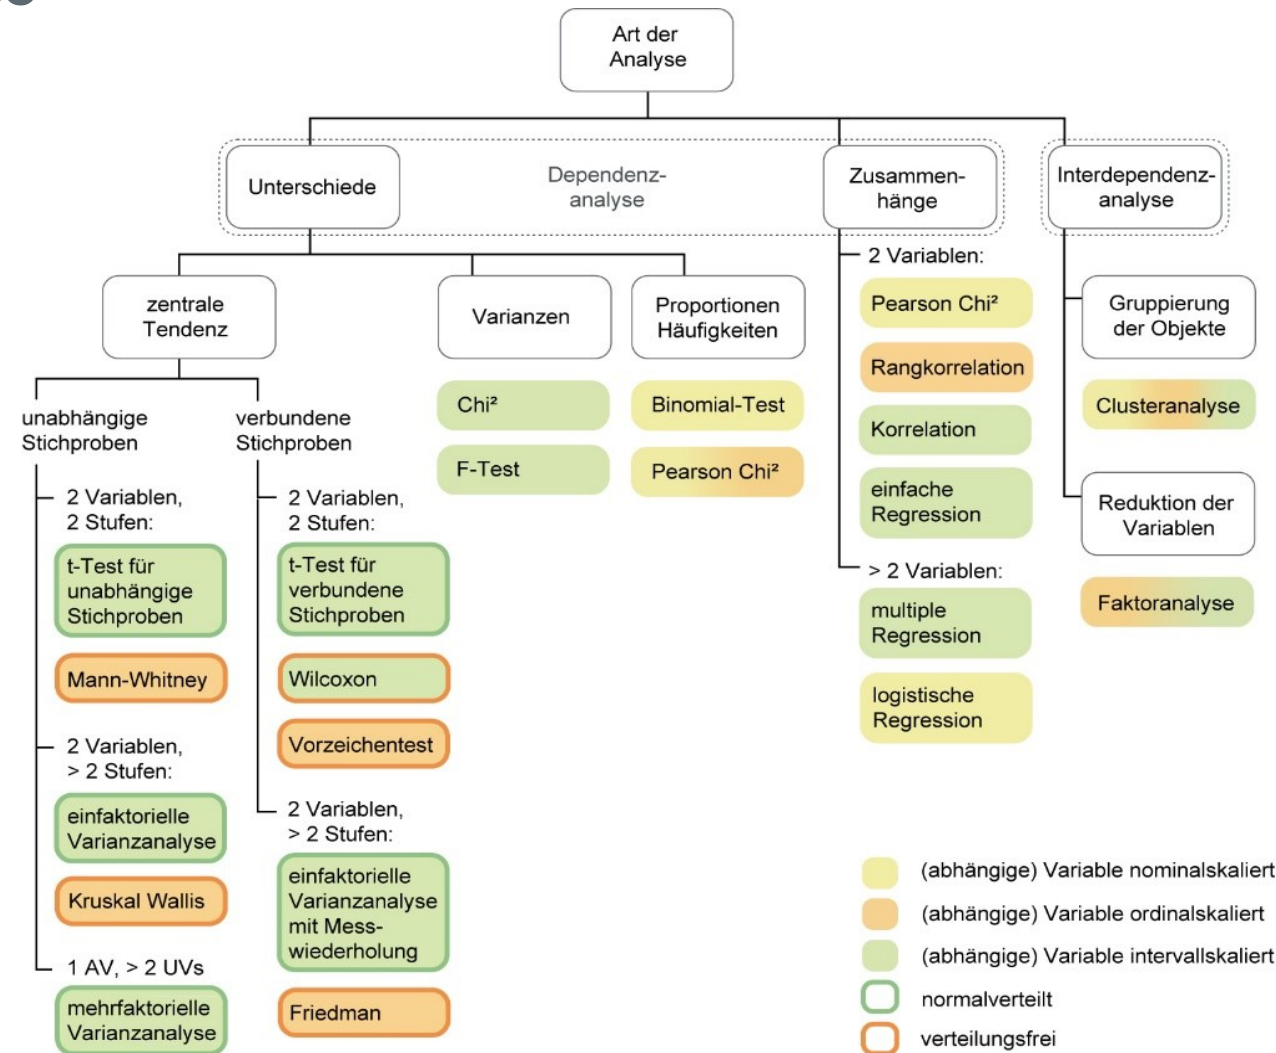 Art der
Analyse
Unterschiede
Dependenz-
analyse
Zusammen-
hänge
Interdependenz-
analyse
zentrale
Tendenz
Varianzen
Proportionen
Häufigkeiten
unabhängige
Stichproben
verbundene
Stichproben
2 Variablen,
2 Stufen:
t-Test für
unabhängige
Stichproben
Mann-Whitney
2 Variablen,
> 2 Stufen:
einfaktorielle
Varianzanalyse
Kruskal Wallis
1 AV, > 2 UVs
mehrfaktorielle
Varianzanalyse
2 Variablen,
2 Stufen:
t-Test für
verbundene
Stichproben
Wilcoxon
Vorzeichentest
2 Variablen,
> 2 Stufen:
einfaktorielle
Varianzanalyse
mit Mess-
wiederholung
Friedman
Chi²
F-Test
Binomial-Test
Pearson Chi²
2 Variablen:
Pearson Chi²
Rangkorrelation
Korrelation
einfache
Regression
> 2 Variablen:
multiple
Regression
logistische
Regression
Gruppierung
der Objekte
Clusteranalyse
Reduktion der
Variablen
Faktoranalyse
(abhängige) Variable nominalskaliert
(abhängige) Variable ordinalskaliert
(abhängige) Variable intervallskaliert
normalverteilt
verteilungsfrei